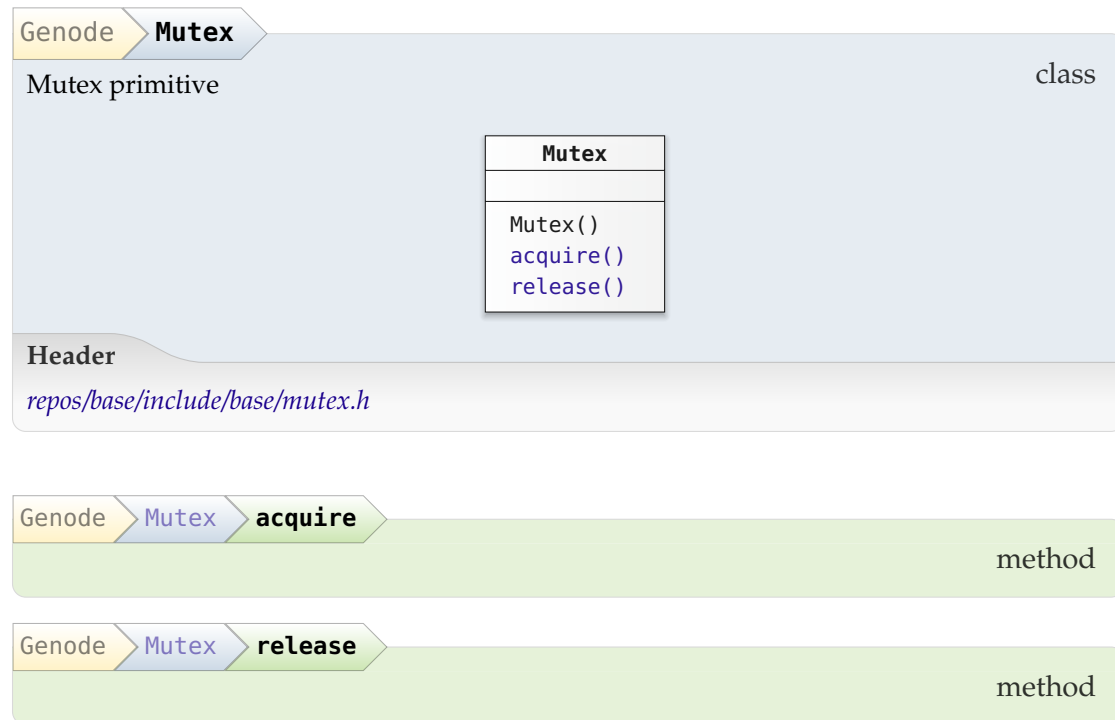 Genode Mutex
class
Mutex primitive
Mutex
Mutex()
acquire()
release()
Header
repos/base/include/base/mutex.h
Genode Mutex acquire
method
Genode Mutex release
method